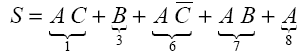 S = A C + B + A C̅ + A B + A
1 3 6 7 8